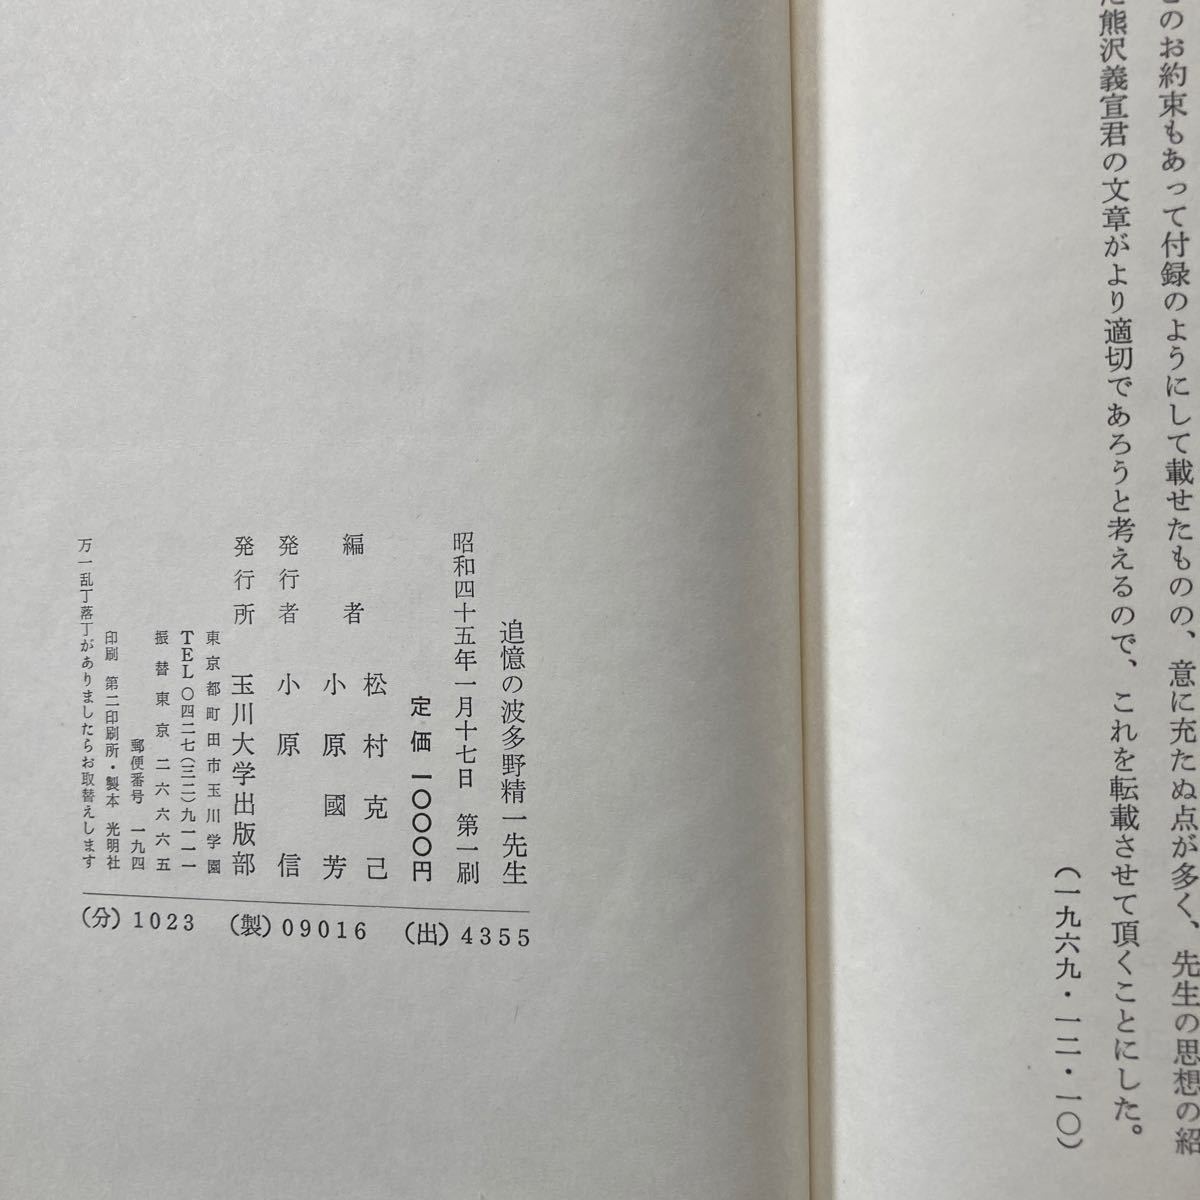 のお約束もあって付録のようにして載せたものの、意に充たぬ点が多く、先生の思想の紹
熊沢義宣君の文章がより適切であろうと考えるので、これを転載させて頂くことにした。
(一九六九・一二・一〇)
追憶の波多野精一先生
昭和四十五年一月十七日 第一刷
定価 一〇〇〇円
編者 松村克己
小原國芳
発行者 小原信
発行所 玉川大学出版部
東京都町田市玉川学園
TEL〇四二七(三二)九一一一
振替東京 二六六六五
郵便番号 一九四
印刷 第二印刷所・製本 光明社
万一乱丁落丁がありましたらお取替えします
(分)1023 (製)09016 (出)4355